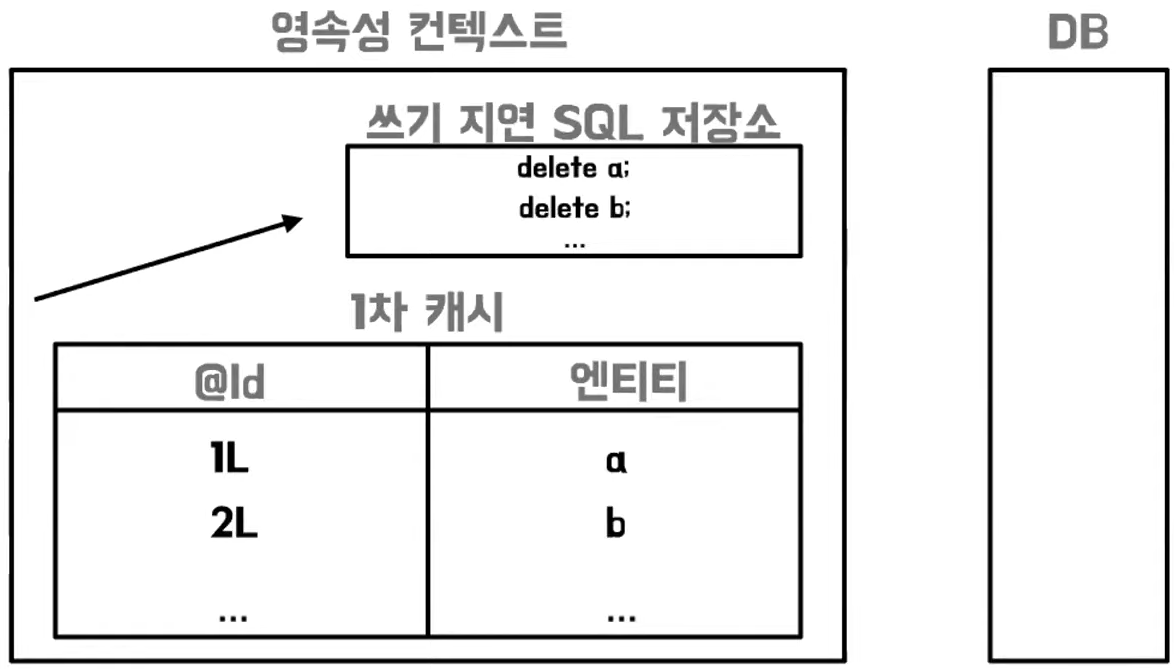 영속성 컨텍스트
DB
쓰기 지연 SQL 저장소
delete a;
delete b;
...
1차 캐시
@Id 엔티티
1L a
2L b
... ...